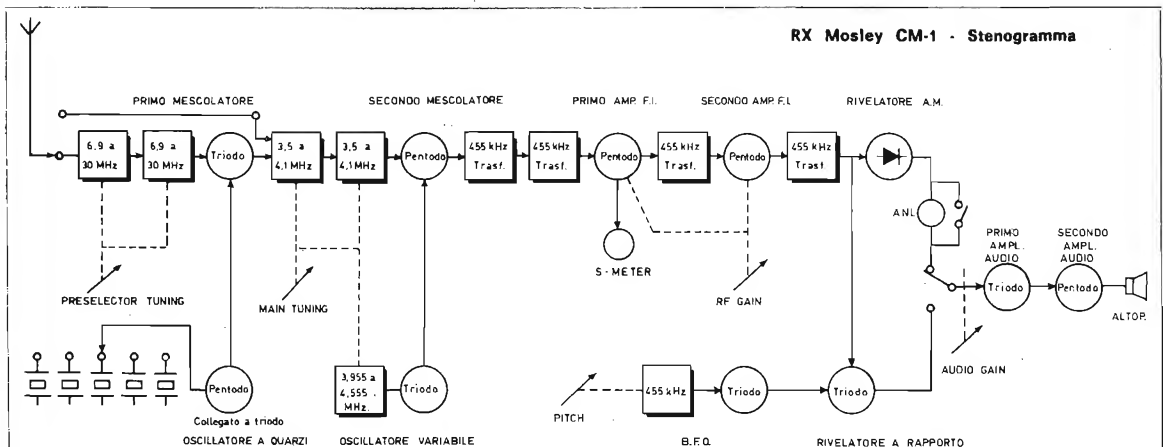 RX Mosley CM-1 - Stenogramma
PRIMO MESCOLATORE
SECONDO MESCOLATORE
PRIMO AMP. F.I.
SECONDO AMP. F.I.
RIVELATORE A.M.
6,9 a
30 MHz
6,9 a
30 MHz
Triodo
3,5 a
4,1 MHz
3,5 a
4,1 MHz
Pentodo
455 kHz
Trasf.
455 kHz
Trasf.
Pentodo
455 kHz
Trasf.
Pentodo
455 kHz
Trasf.
ANL
S-METER
PRIMO
AMPL.
AUDIO
SECONDO
AMPL.
AUDIO
Triodo
Pentodo
ALTOP.
PRESELECTOR TUNING
MAIN TUNING
RF GAIN
AUDIO GAIN
Pentodo
Collegato a triodo
OSCILLATORE A QUARZI
3,955 a
4,555
MHz.
Triodo
OSCILLATORE VARIABILE
PITCH
455 kHz
Triodo
B.F.O.
Triodo
RIVELATORE A RAPPORTO